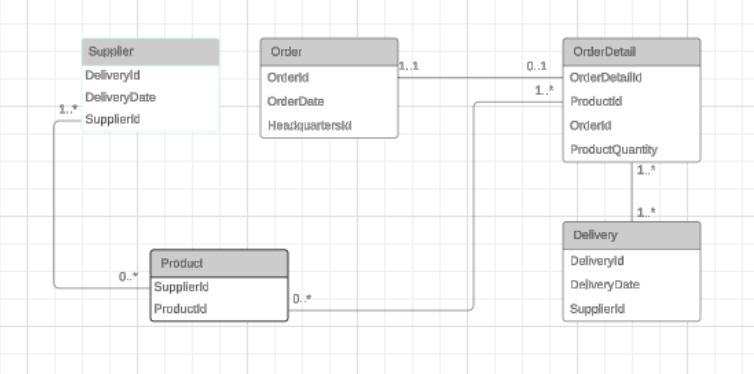 Supplier
DeliveryId
DeliveryDate
SupplierId
1..*
Order
OrderId
OrderDate
HeadquartersId
1..1
0..1
1..*
OrderDetail
OrderDetailId
ProductId
OrderId
ProductQuantity
1..*
1..*
Delivery
DeliveryId
DeliveryDate
SupplierId
0..*
Product
SupplierId
ProductId
0..*